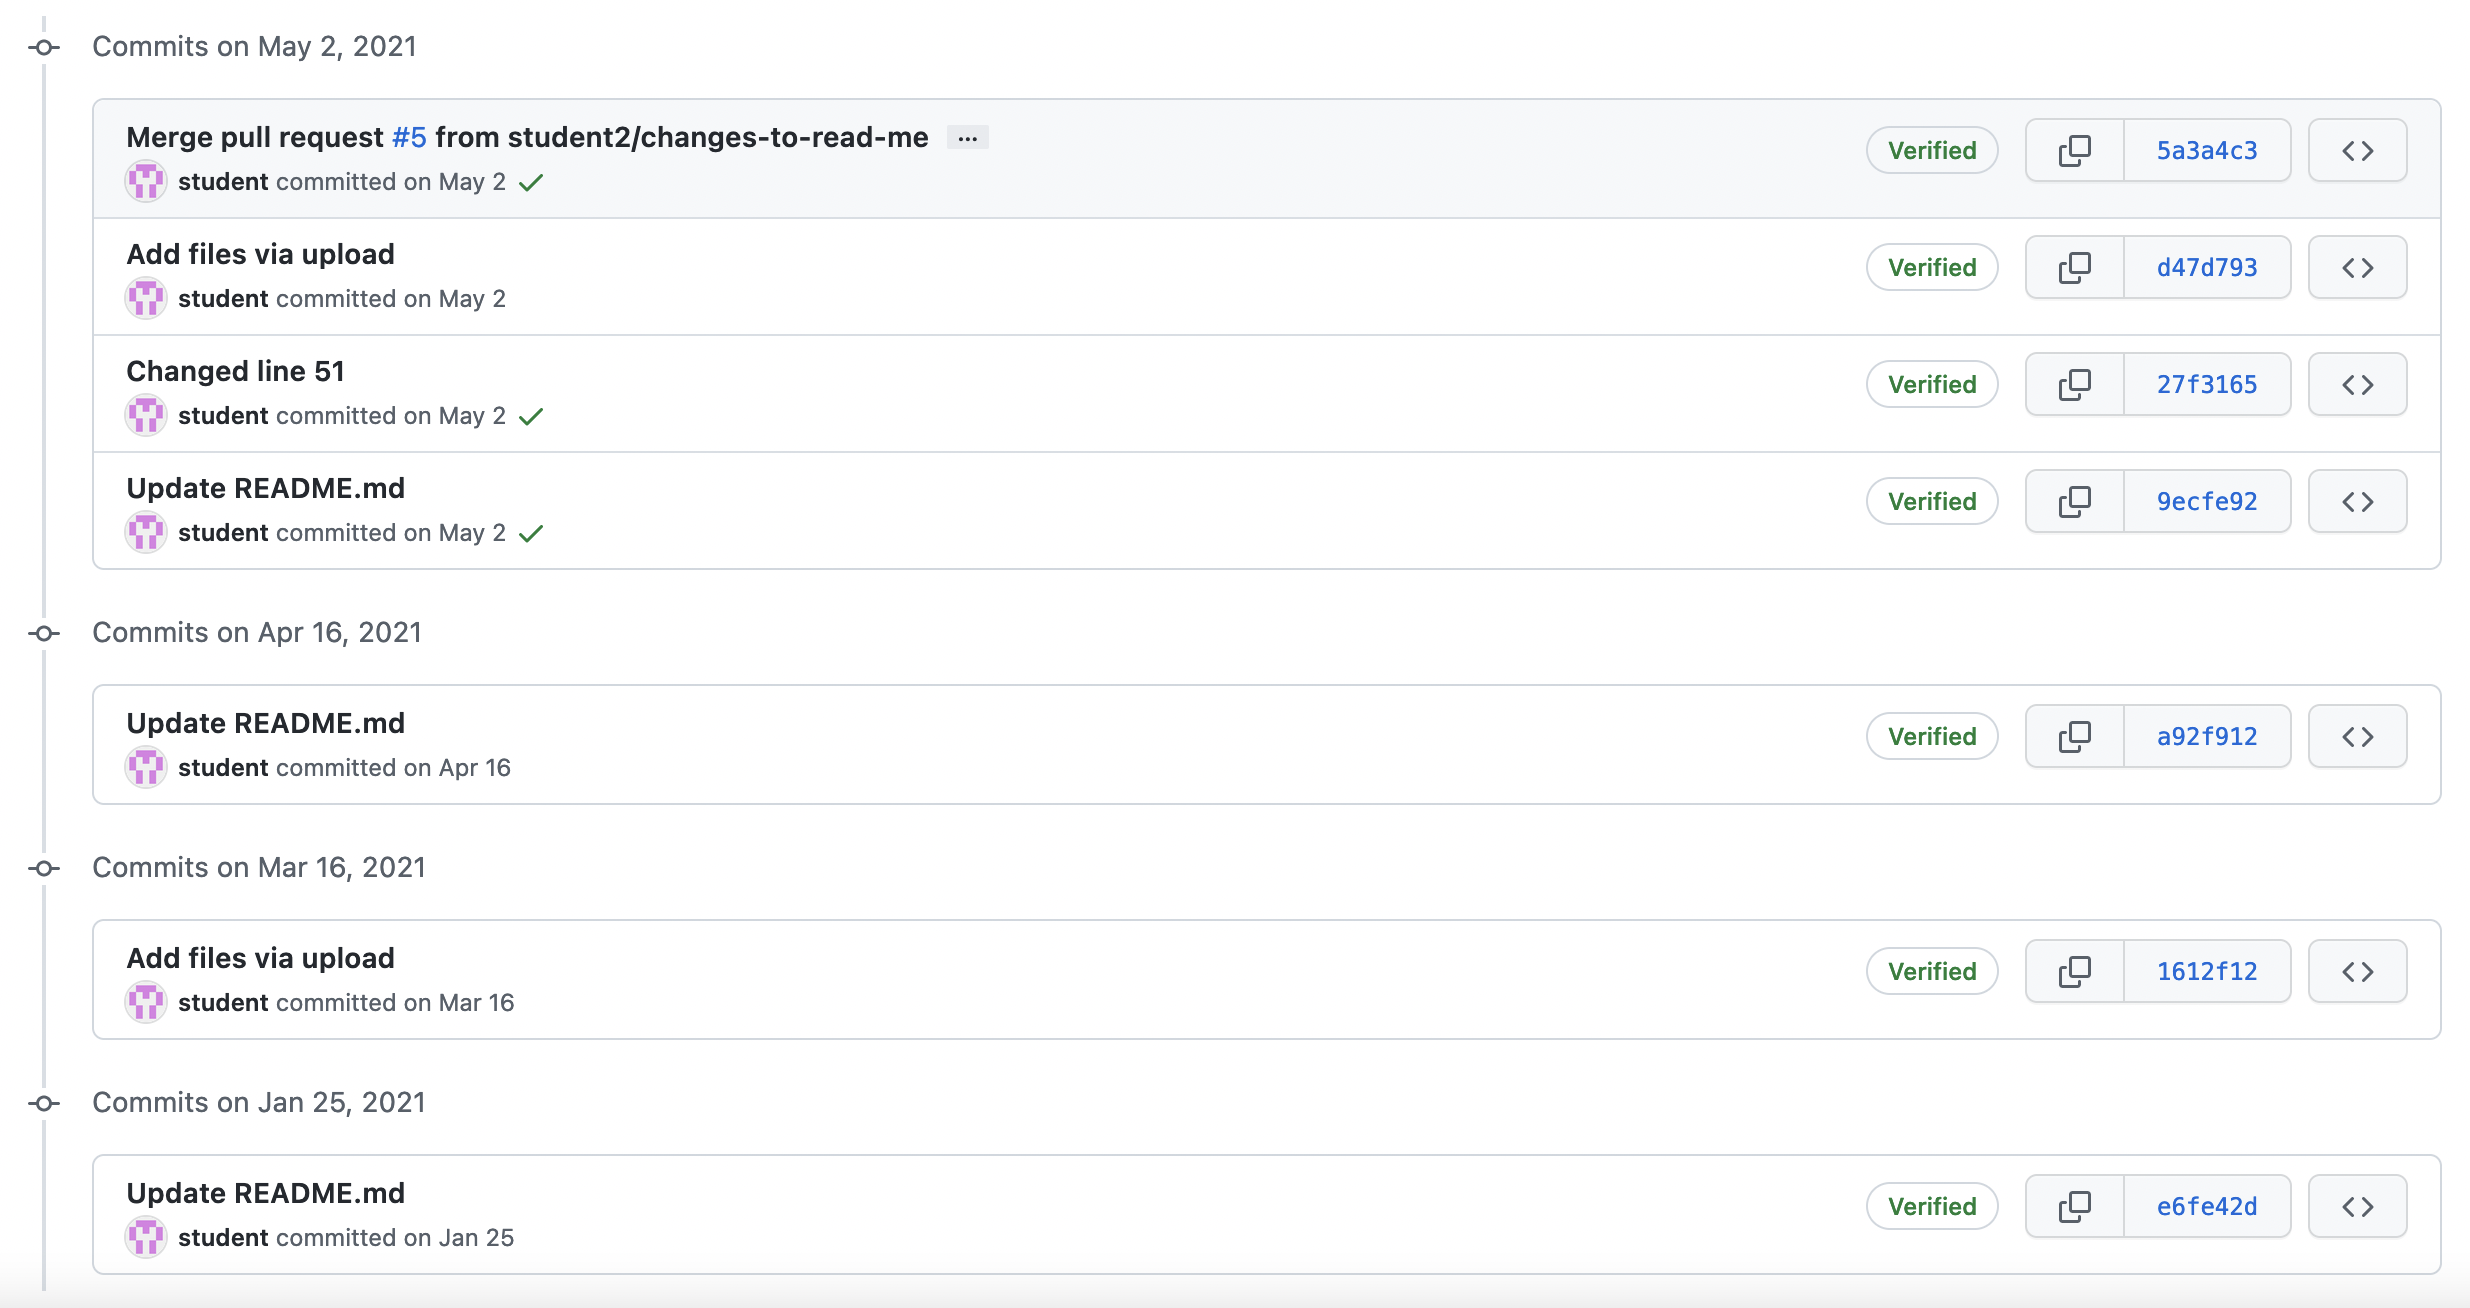 Commits on May 2, 2021
Merge pull request #5 from student2/changes-to-read-me ...
Verified 5a3a4c3
student committed on May 2
Add files via upload
Verified d47d793
student committed on May 2
Changed line 51
Verified 27f3165
student committed on May 2
Update README.md
Verified 9ecfe92
student committed on May 2
Commits on Apr 16, 2021
Update README.md
Verified a92f912
student committed on Apr 16
Commits on Mar 16, 2021
Add files via upload
Verified 1612f12
student committed on Mar 16
Commits on Jan 25, 2021
Update README.md
Verified e6fe42d
student committed on Jan 25